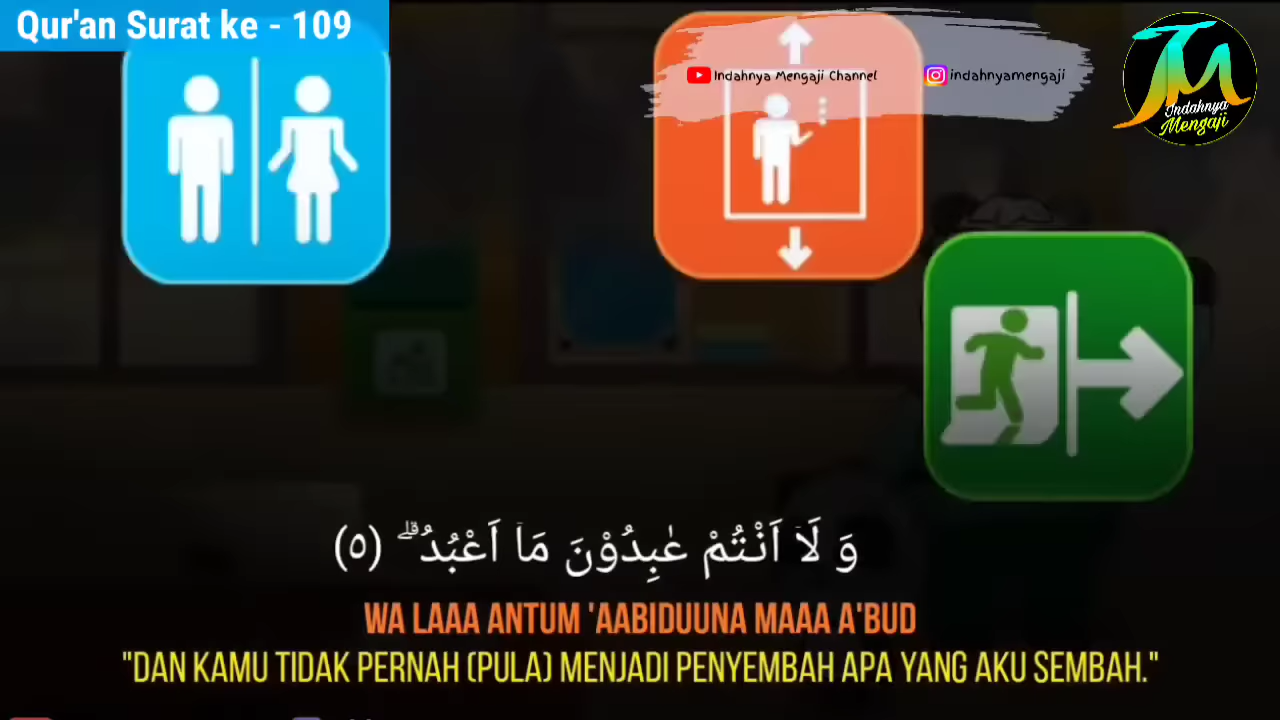 Qur'an Surat ke - 109
Indahnya Mengaji Channel
indahnyamengaji
Indahnya
Mengaji
وَ لَاۤ اَنْتُمْ عٰبِدُوْنَ مَاۤ اَعْبُدُ ۗ (٥)
WA LAAA ANTUM 'AABIDUUNA MAAA A'BUD
"DAN KAMU TIDAK PERNAH (PULA) MENJADI PENYEMBAH APA YANG AKU SEMBAH."